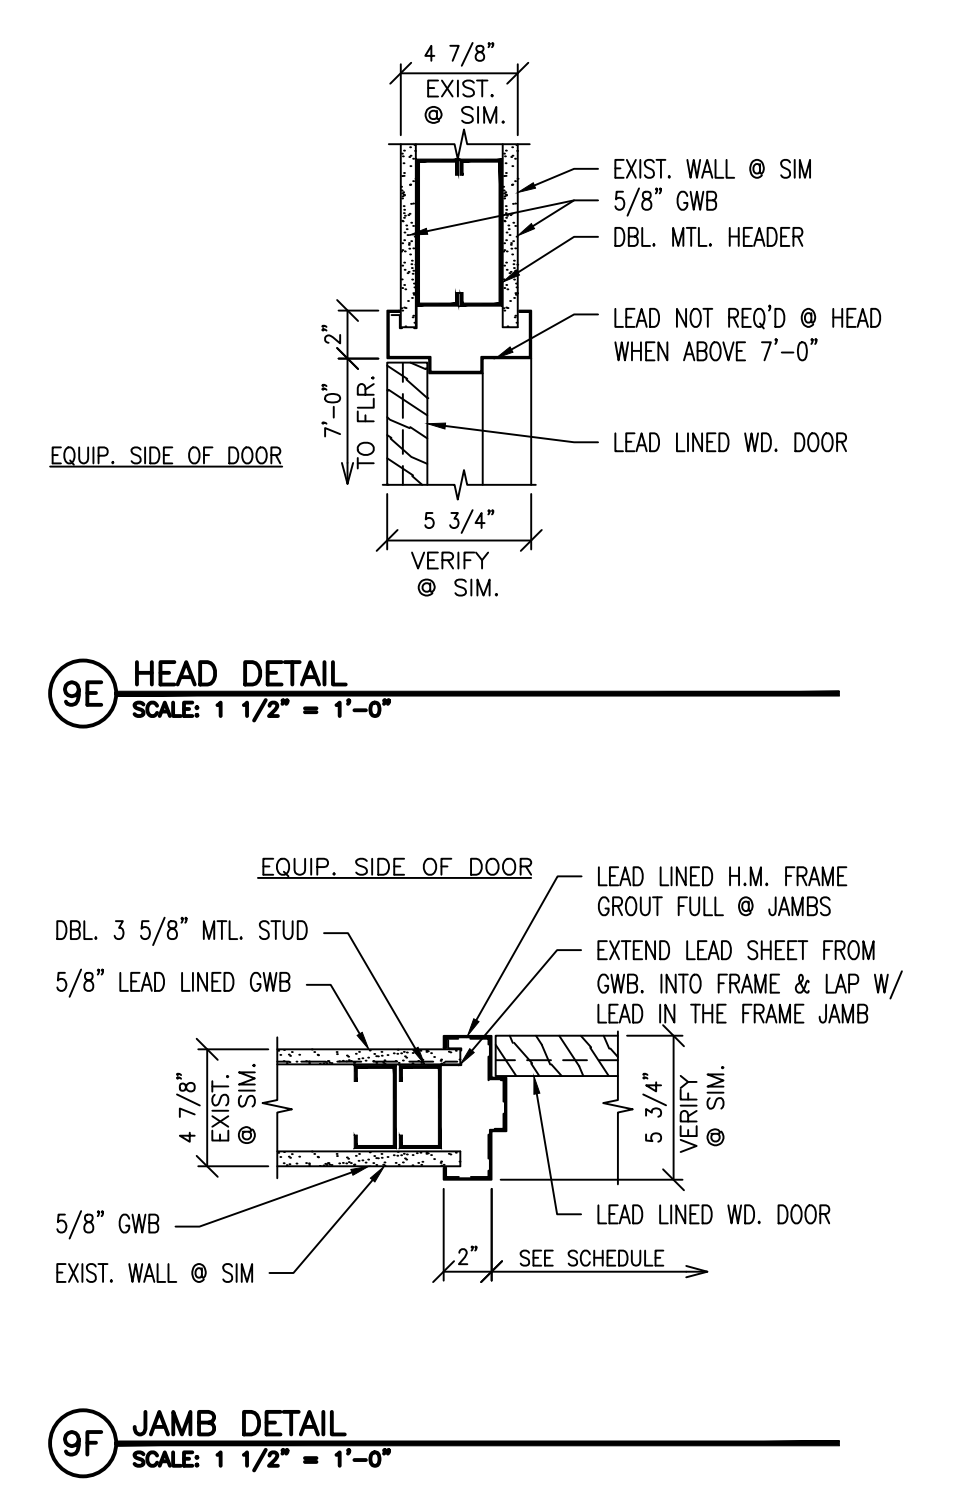 4 7/8"
EXIST.
@ SIM.
EXIST. WALL @ SIM
5/8" GWB
DBL. MTL. HEADER
LEAD NOT REQ'D @ HEAD
WHEN ABOVE 7'-0"
2"
7'-0"
TO FLR.
LEAD LINED WD. DOOR
EQUIP. SIDE OF DOOR
5 3/4"
VERIFY
@ SIM.
9E
HEAD DETAIL
SCALE: 1 1/2" = 1'-0"
EQUIP. SIDE OF DOOR
LEAD LINED H.M. FRAME
GROUT FULL @ JAMBS
DBL. 3 5/8" MTL. STUD
EXTEND LEAD SHEET FROM
GWB. INTO FRAME & LAP W/
LEAD IN THE FRAME JAMB
5/8" LEAD LINED GWB
4 7/8"
EXIST.
@ SIM.
5 3/4"
VERIFY
@ SIM.
5/8" GWB
LEAD LINED WD. DOOR
EXIST. WALL @ SIM
2"
SEE SCHEDULE
9F
JAMB DETAIL
SCALE: 1 1/2" = 1'-0"